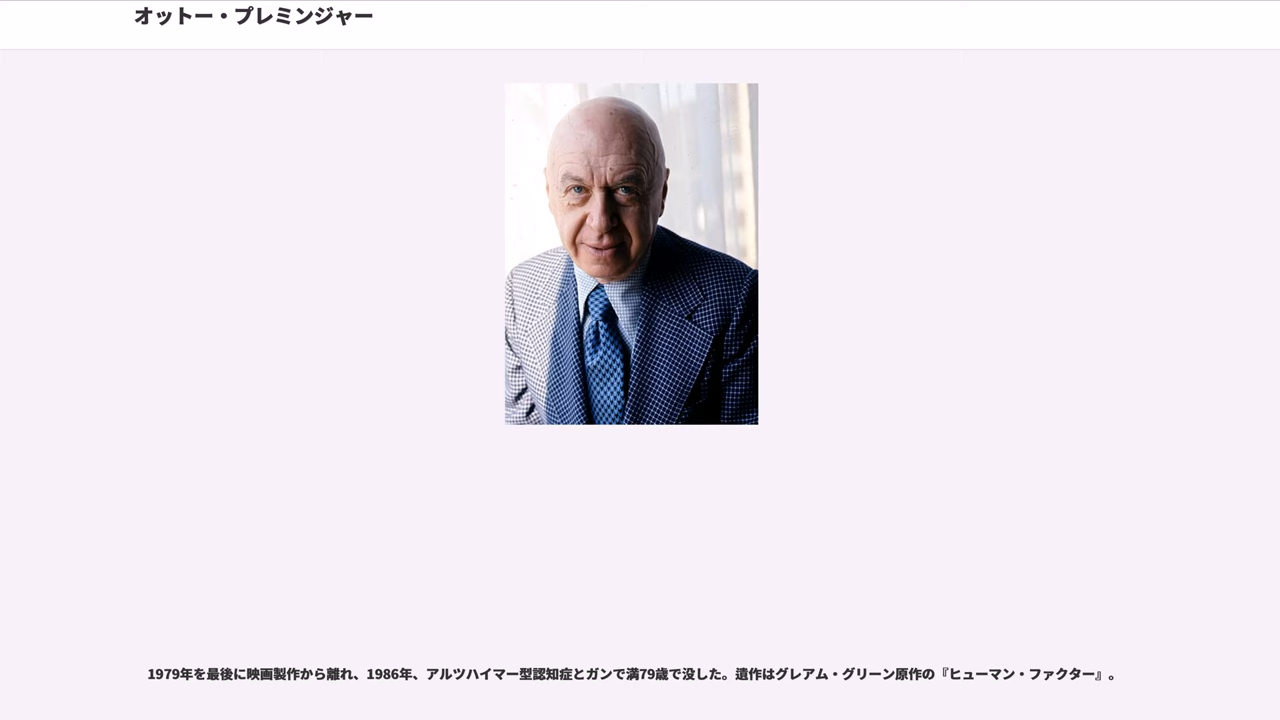 オットー・プレミンジャー
1979年を最後に映画製作から離れ、1986年、アルツハイマー型認知症とガンで満79歳で没した。遺作はグレアム・グリーン原作の『ヒューマン・ファクター』。